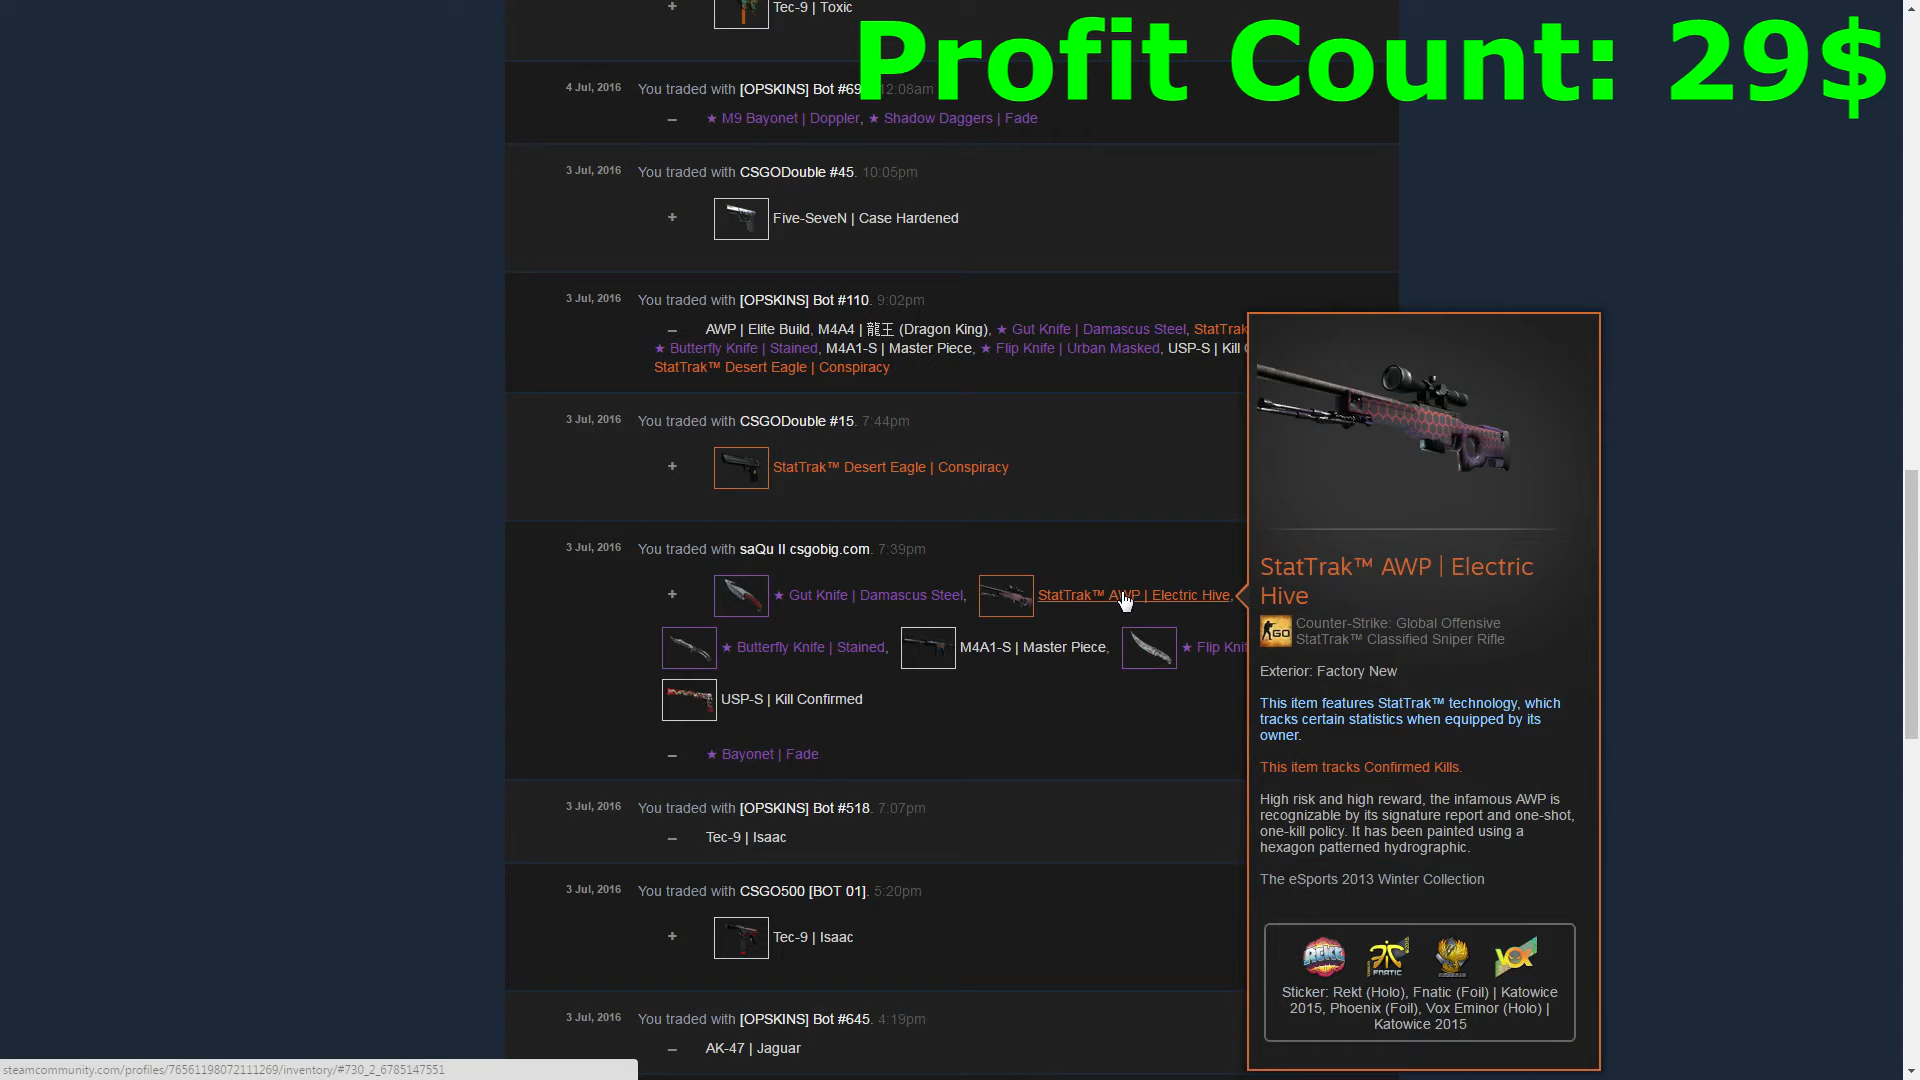 + Tec-9 | Toxic
Profit Count: 29$
4 Jul, 2016 You traded with [OPSKINS] Bot #69 12:08am
– ★ M9 Bayonet | Doppler, ★ Shadow Daggers | Fade
3 Jul, 2016 You traded with CSGODouble #45. 10:05pm
+ Five-SeveN | Case Hardened
3 Jul, 2016 You traded with [OPSKINS] Bot #110. 9:02pm
– AWP | Elite Build, M4A4 | 龍王 (Dragon King), ★ Gut Knife | Damascus Steel, StatTrak
★ Butterfly Knife | Stained, M4A1-S | Master Piece, ★ Flip Knife | Urban Masked, USP-S | Kill
StatTrak™ Desert Eagle | Conspiracy
3 Jul, 2016 You traded with CSGODouble #15. 7:44pm
+ StatTrak™ Desert Eagle | Conspiracy
3 Jul, 2016 You traded with saQu II csgobig.com. 7:39pm
+ ★ Gut Knife | Damascus Steel, StatTrak™ AWP | Electric Hive,
★ Butterfly Knife | Stained, M4A1-S | Master Piece, ★ Flip Knif
USP-S | Kill Confirmed
– ★ Bayonet | Fade
3 Jul, 2016 You traded with [OPSKINS] Bot #518. 7:07pm
– Tec-9 | Isaac
3 Jul, 2016 You traded with CSGO500 [BOT 01]. 5:20pm
+ Tec-9 | Isaac
3 Jul, 2016 You traded with [OPSKINS] Bot #645. 4:19pm
– AK-47 | Jaguar
StatTrak™ AWP | Electric
Hive
GO
Counter-Strike: Global Offensive
StatTrak™ Classified Sniper Rifle
Exterior: Factory New
This item features StatTrak™ technology, which
tracks certain statistics when equipped by its
owner.
This item tracks Confirmed Kills.
High risk and high reward, the infamous AWP is
recognizable by its signature report and one-shot,
one-kill policy. It has been painted using a
hexagon patterned hydrographic.
The eSports 2013 Winter Collection
REKT FNATIC VOX
Sticker: Rekt (Holo), Fnatic (Foil) | Katowice
2015, Phoenix (Foil), Vox Eminor (Holo) |
Katowice 2015
steamcommunity.com/profiles/76561198072111269/inventory/#730_2_6785147551